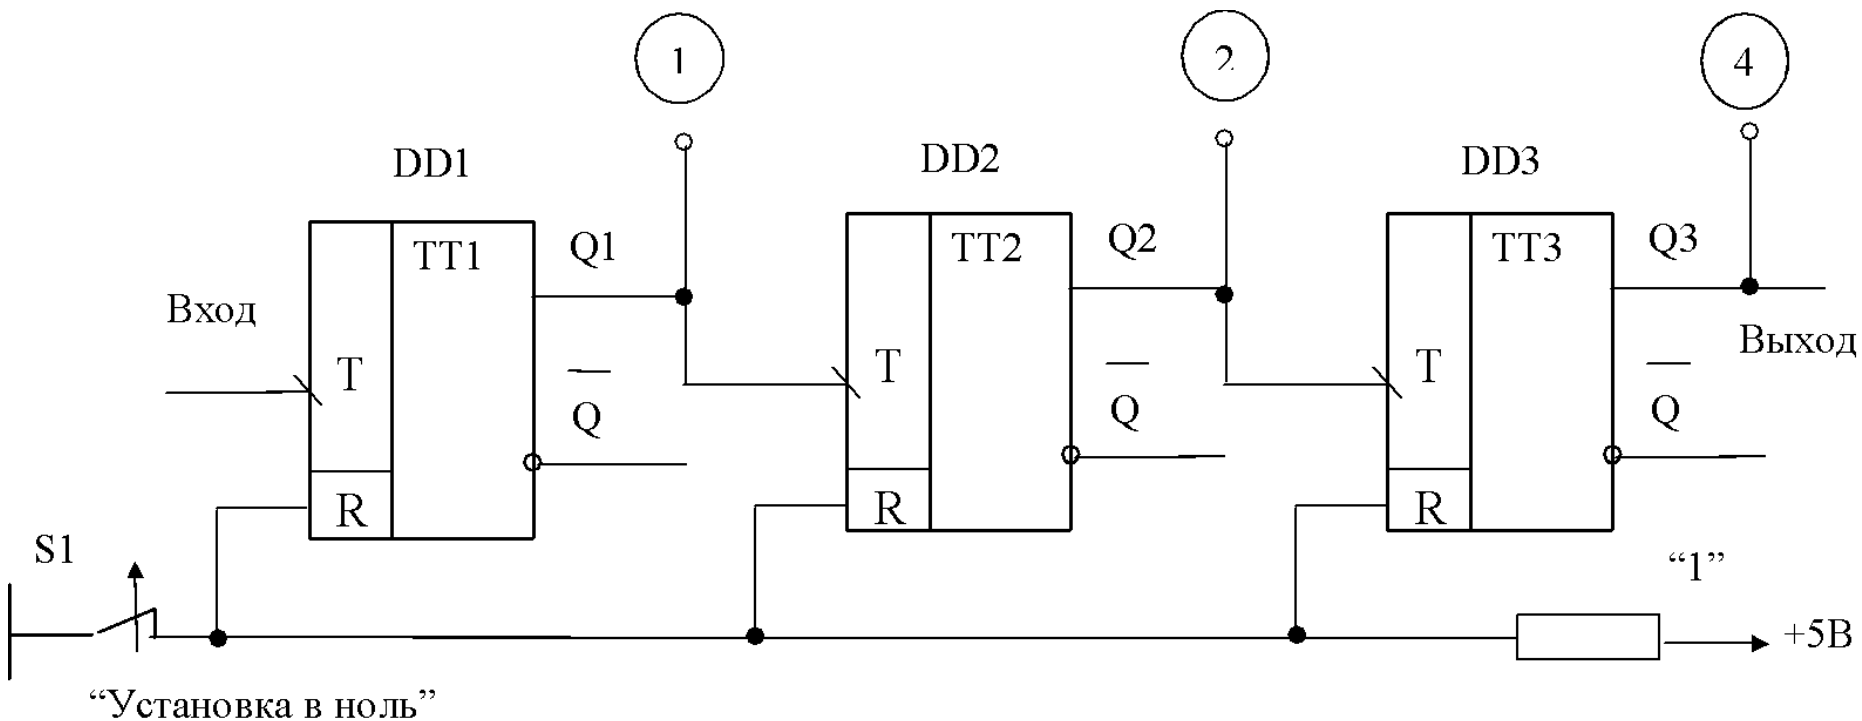 1
2
4
DD1
DD2
DD3
TT1
Q1
TT2
Q2
TT3
Q3
Вход
Выход
T
T
T
Q
Q
Q
R
R
R
S1
“1”
+5В
“Установка в ноль”